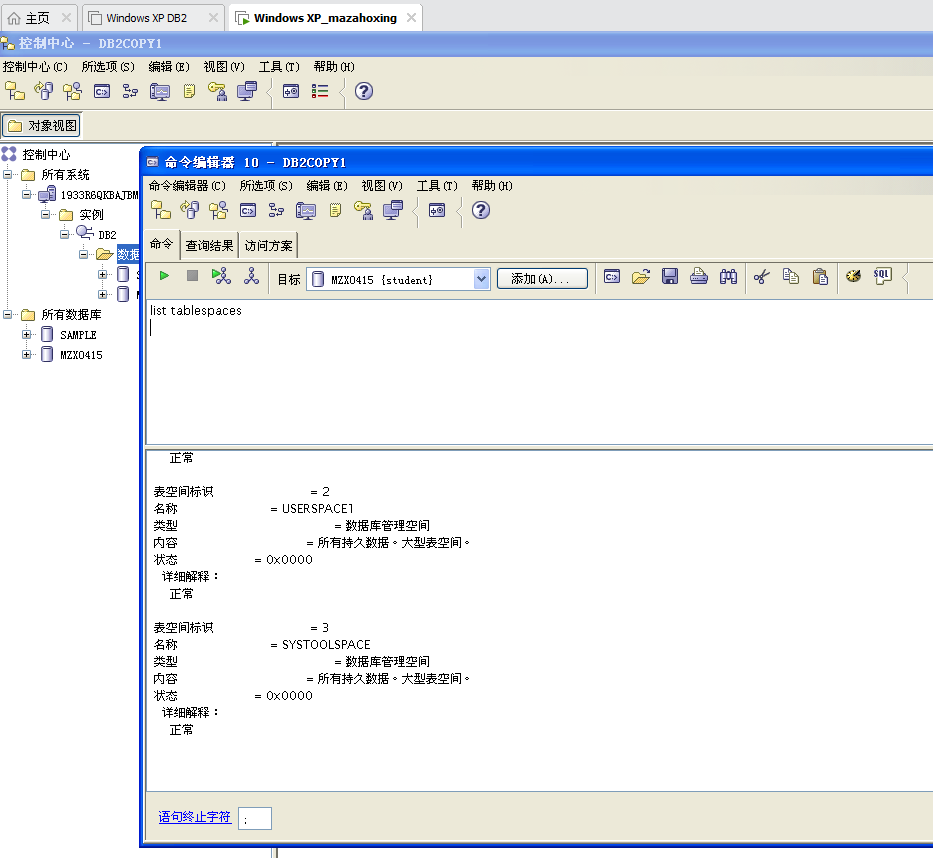 主页
Windows XP DB2
Windows XP_mazahoxing
控制中心 - DB2COPY1
控制中心(C) 所选项(S) 编辑(E) 视图(V) 工具(T) 帮助(H)
对象视图
控制中心
所有系统
1933R6QKBAJBM
实例
DB2
数据
所有数据库
SAMPLE
MZX0415
命令编辑器 10 - DB2COPY1
命令编辑器(C) 所选项(S) 编辑(E) 视图(V) 工具(T) 帮助(H)
命令 查询结果 访问方案
目标 MZX0415 {student} 添加(A)... SQL
list tablespaces
正常
表空间标识 = 2
名称 = USERSPACE1
类型 = 数据库管理空间
内容 = 所有持久数据。大型表空间。
状态 = 0x0000
详细解释：
正常
表空间标识 = 3
名称 = SYSTOOLSPACE
类型 = 数据库管理空间
内容 = 所有持久数据。大型表空间。
状态 = 0x0000
详细解释：
正常
语句终止字符 ;